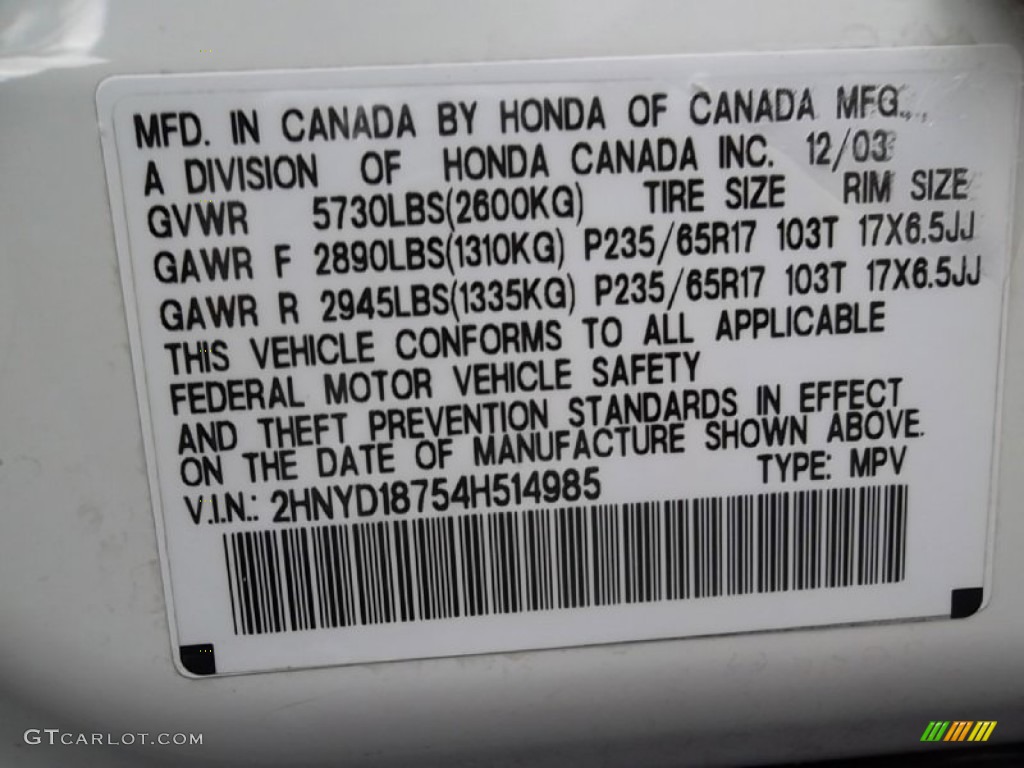 MFD. IN CANADA BY HONDA OF CANADA MFG.,
A DIVISION OF HONDA CANADA INC. 12/03
GVWR 5730LBS(2600KG) TIRE SIZE RIM SIZE
GAWR F 2890LBS(1310KG) P235/65R17 103T 17X6.5JJ
GAWR R 2945LBS(1335KG) P235/65R17 103T 17X6.5JJ
THIS VEHICLE CONFORMS TO ALL APPLICABLE
FEDERAL MOTOR VEHICLE SAFETY
AND THEFT PREVENTION STANDARDS IN EFFECT
ON THE DATE OF MANUFACTURE SHOWN ABOVE.
V.I.N.: 2HNYD18754H514985 TYPE: MPV
GTCARLOT.COM